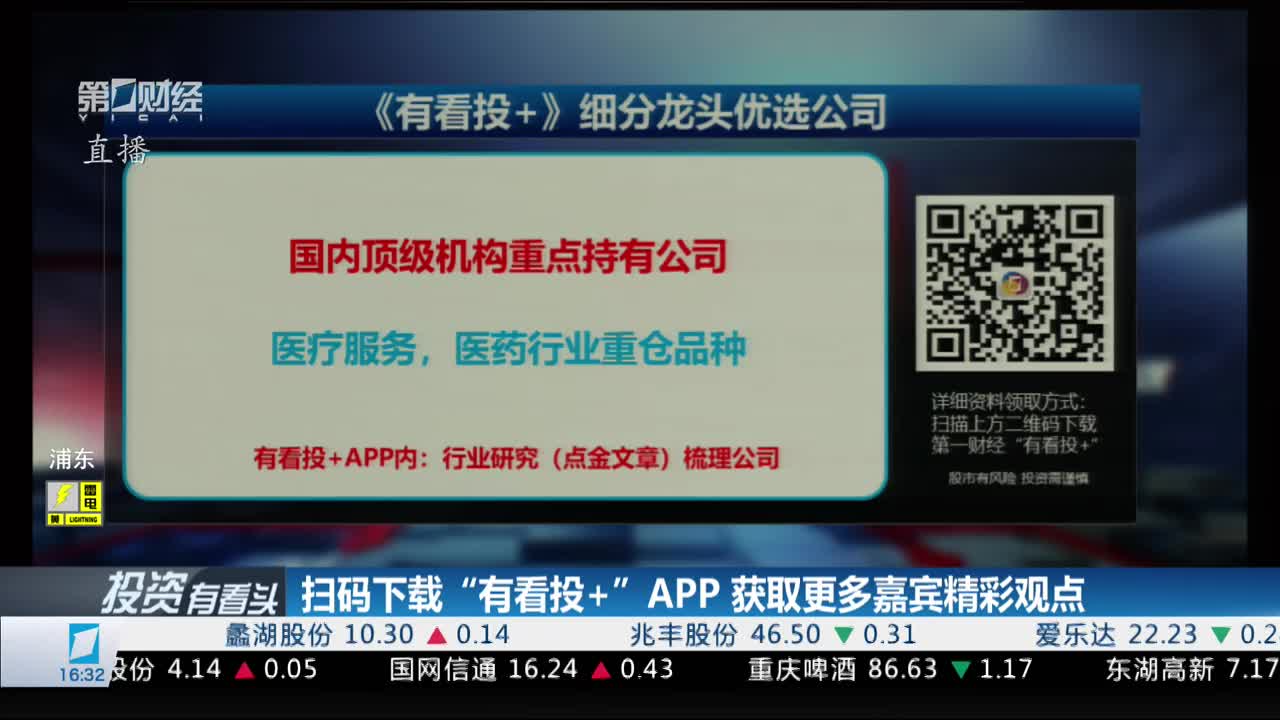 第一财经
YICAI
直播
《有看投+》细分龙头优选公司
国内顶级机构重点持有公司
医疗服务，医药行业重仓品种
有看投+APP内：行业研究（点金文章）梳理公司
详细资料领取方式：
扫描上方二维码下载
第一财经“有看投+”
股市有风险 投资需谨慎
浦东
雷电
黄 LIGHTNING
投资有看头
扫码下载“有看投+”APP 获取更多嘉宾精彩观点
蠡湖股份 10.30 ▲ 0.14 兆丰股份 46.50 ▼ 0.31 爱乐达 22.23 ▼ 0.2
16:32
股份 4.14 ▲ 0.05 国网信通 16.24 ▲ 0.43 重庆啤酒 86.63 ▼ 1.17 东湖高新 7.17